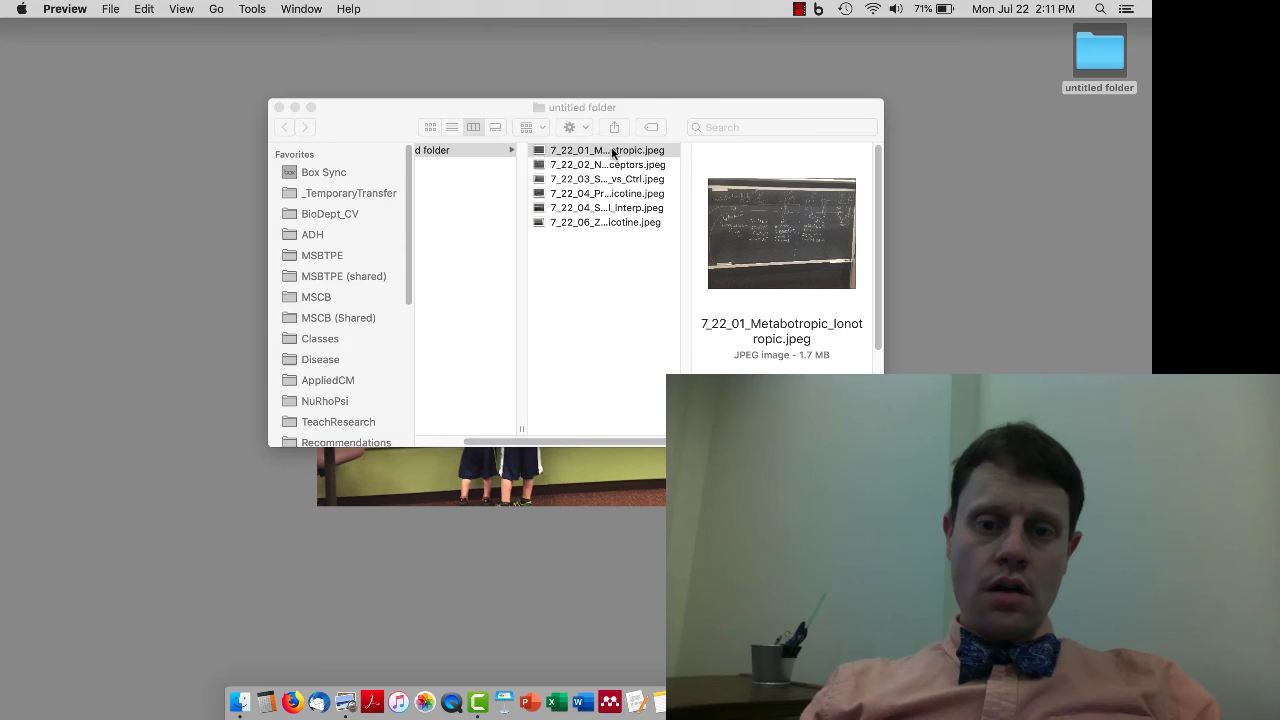 Preview File Edit View Go Tools Window Help 71% Mon Jul 22 2:11 PM
untitled folder
untitled folder
Search
Favorites
Box Sync
_TemporaryTransfer
BioDept_CV
ADH
MSBTPE
MSBTPE (shared)
MSCB
MSCB (Shared)
Classes
Disease
AppliedCM
NuRhoPsi
TeachResearch
Recommendations
d folder
7_22_01_M...otropic.jpeg
7_22_02_N...ceptors.jpeg
7_22_03_S..._vs_Ctrl.jpeg
7_22_04_Pr...icotine.jpeg
7_22_04_S...l_Interp.jpeg
7_22_06_Z...icotine.jpeg
7_22_01_Metabotropic_Ionot
ropic.jpeg
JPEG image - 1.7 MB